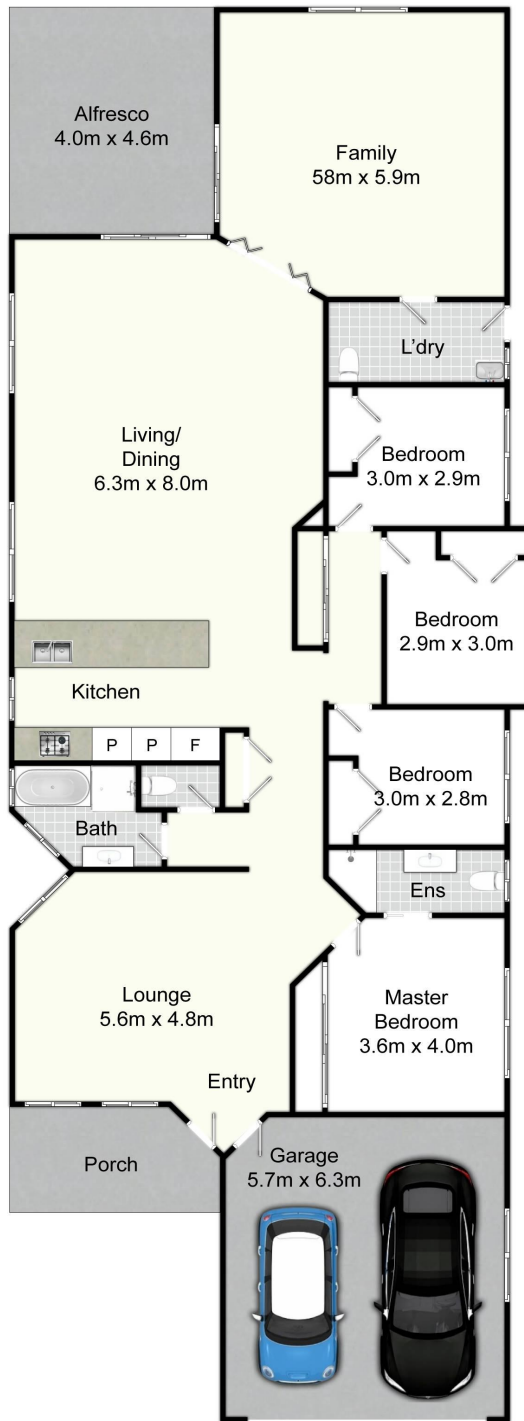 Alfresco
4.0m x 4.6m
Family
58m x 5.9m
L'dry
Living/
Dining
6.3m x 8.0m
Bedroom
3.0m x 2.9m
Bedroom
2.9m x 3.0m
Kitchen
P P F
Bedroom
3.0m x 2.8m
Bath
Ens
Lounge
5.6m x 4.8m
Master
Bedroom
3.6m x 4.0m
Entry
Porch
Garage
5.7m x 6.3m